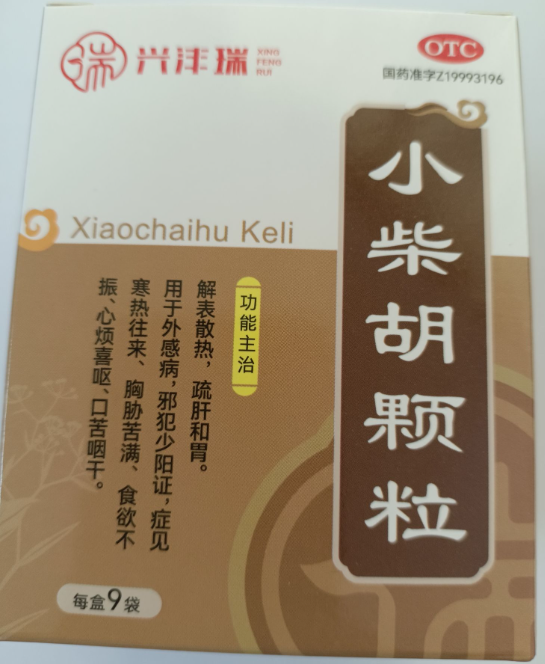 瑞 兴沣瑞 XING
FENG
RUI
OTC
国药准字Z19993196
小柴胡颗粒
Xiaochaihu Keli
功能主治
解表散热，疏肝和胃。
用于外感病，邪犯少阳证，症见
寒热往来、胸胁苦满、食欲不
振、心烦喜呕、口苦咽干。
每盒9袋